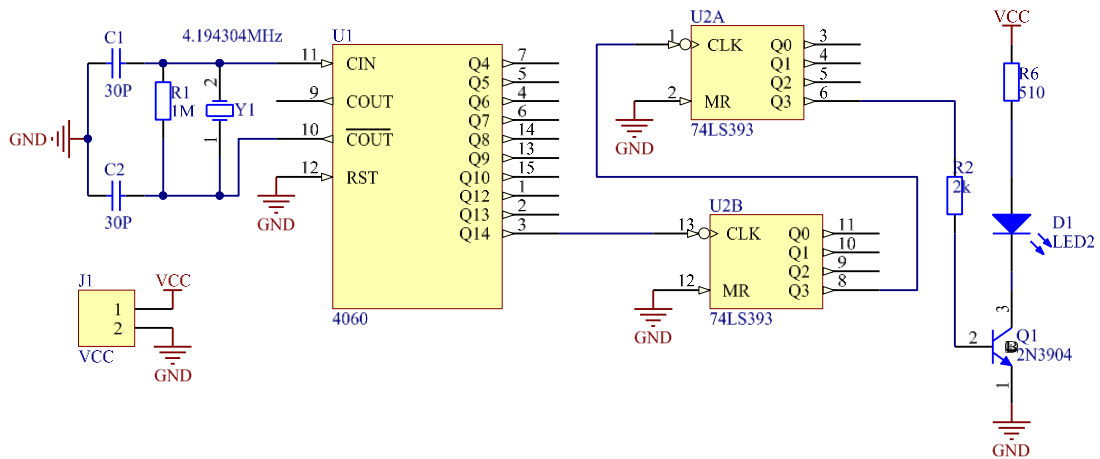 C1
30P
GND
C2
30P
R1
1M
4.194304MHz
2
Y1
1
U1
11 CIN
9 COUT
10 COUT
12 RST
GND
Q4 7
Q5 5
Q6 4
Q7 6
Q8 14
Q9 13
Q10 15
Q12 1
Q13 2
Q14 3
4060
J1
1 VCC
2
VCC
GND
U2A
1 CLK
2 MR
GND
Q0 3
Q1 4
Q2 5
Q3 6
74LS393
U2B
13 CLK
12 MR
GND
Q0 11
Q1 10
Q2 9
Q3 8
74LS393
R2
2k
VCC
R6
510
D1
LED2
3
2
Q1
2N3904
1
GND